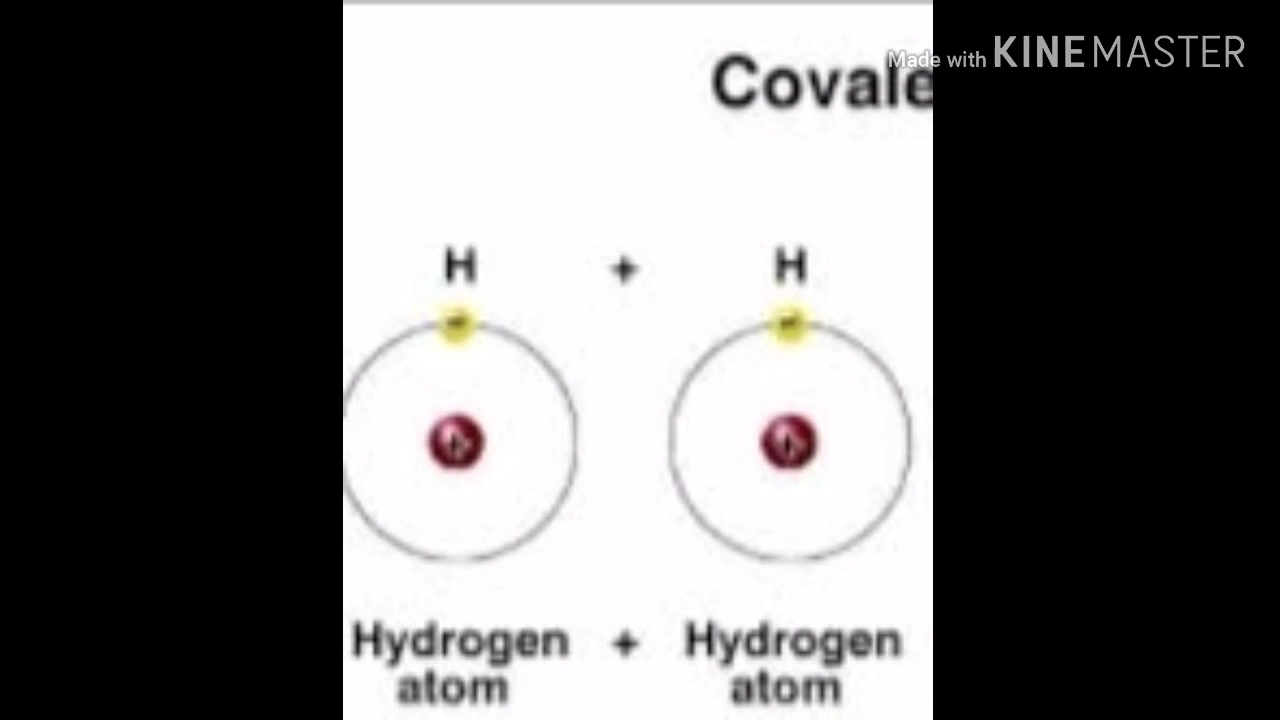 Made with KINEMASTER
Covale
H + H
Hydrogen + Hydrogen
atom atom